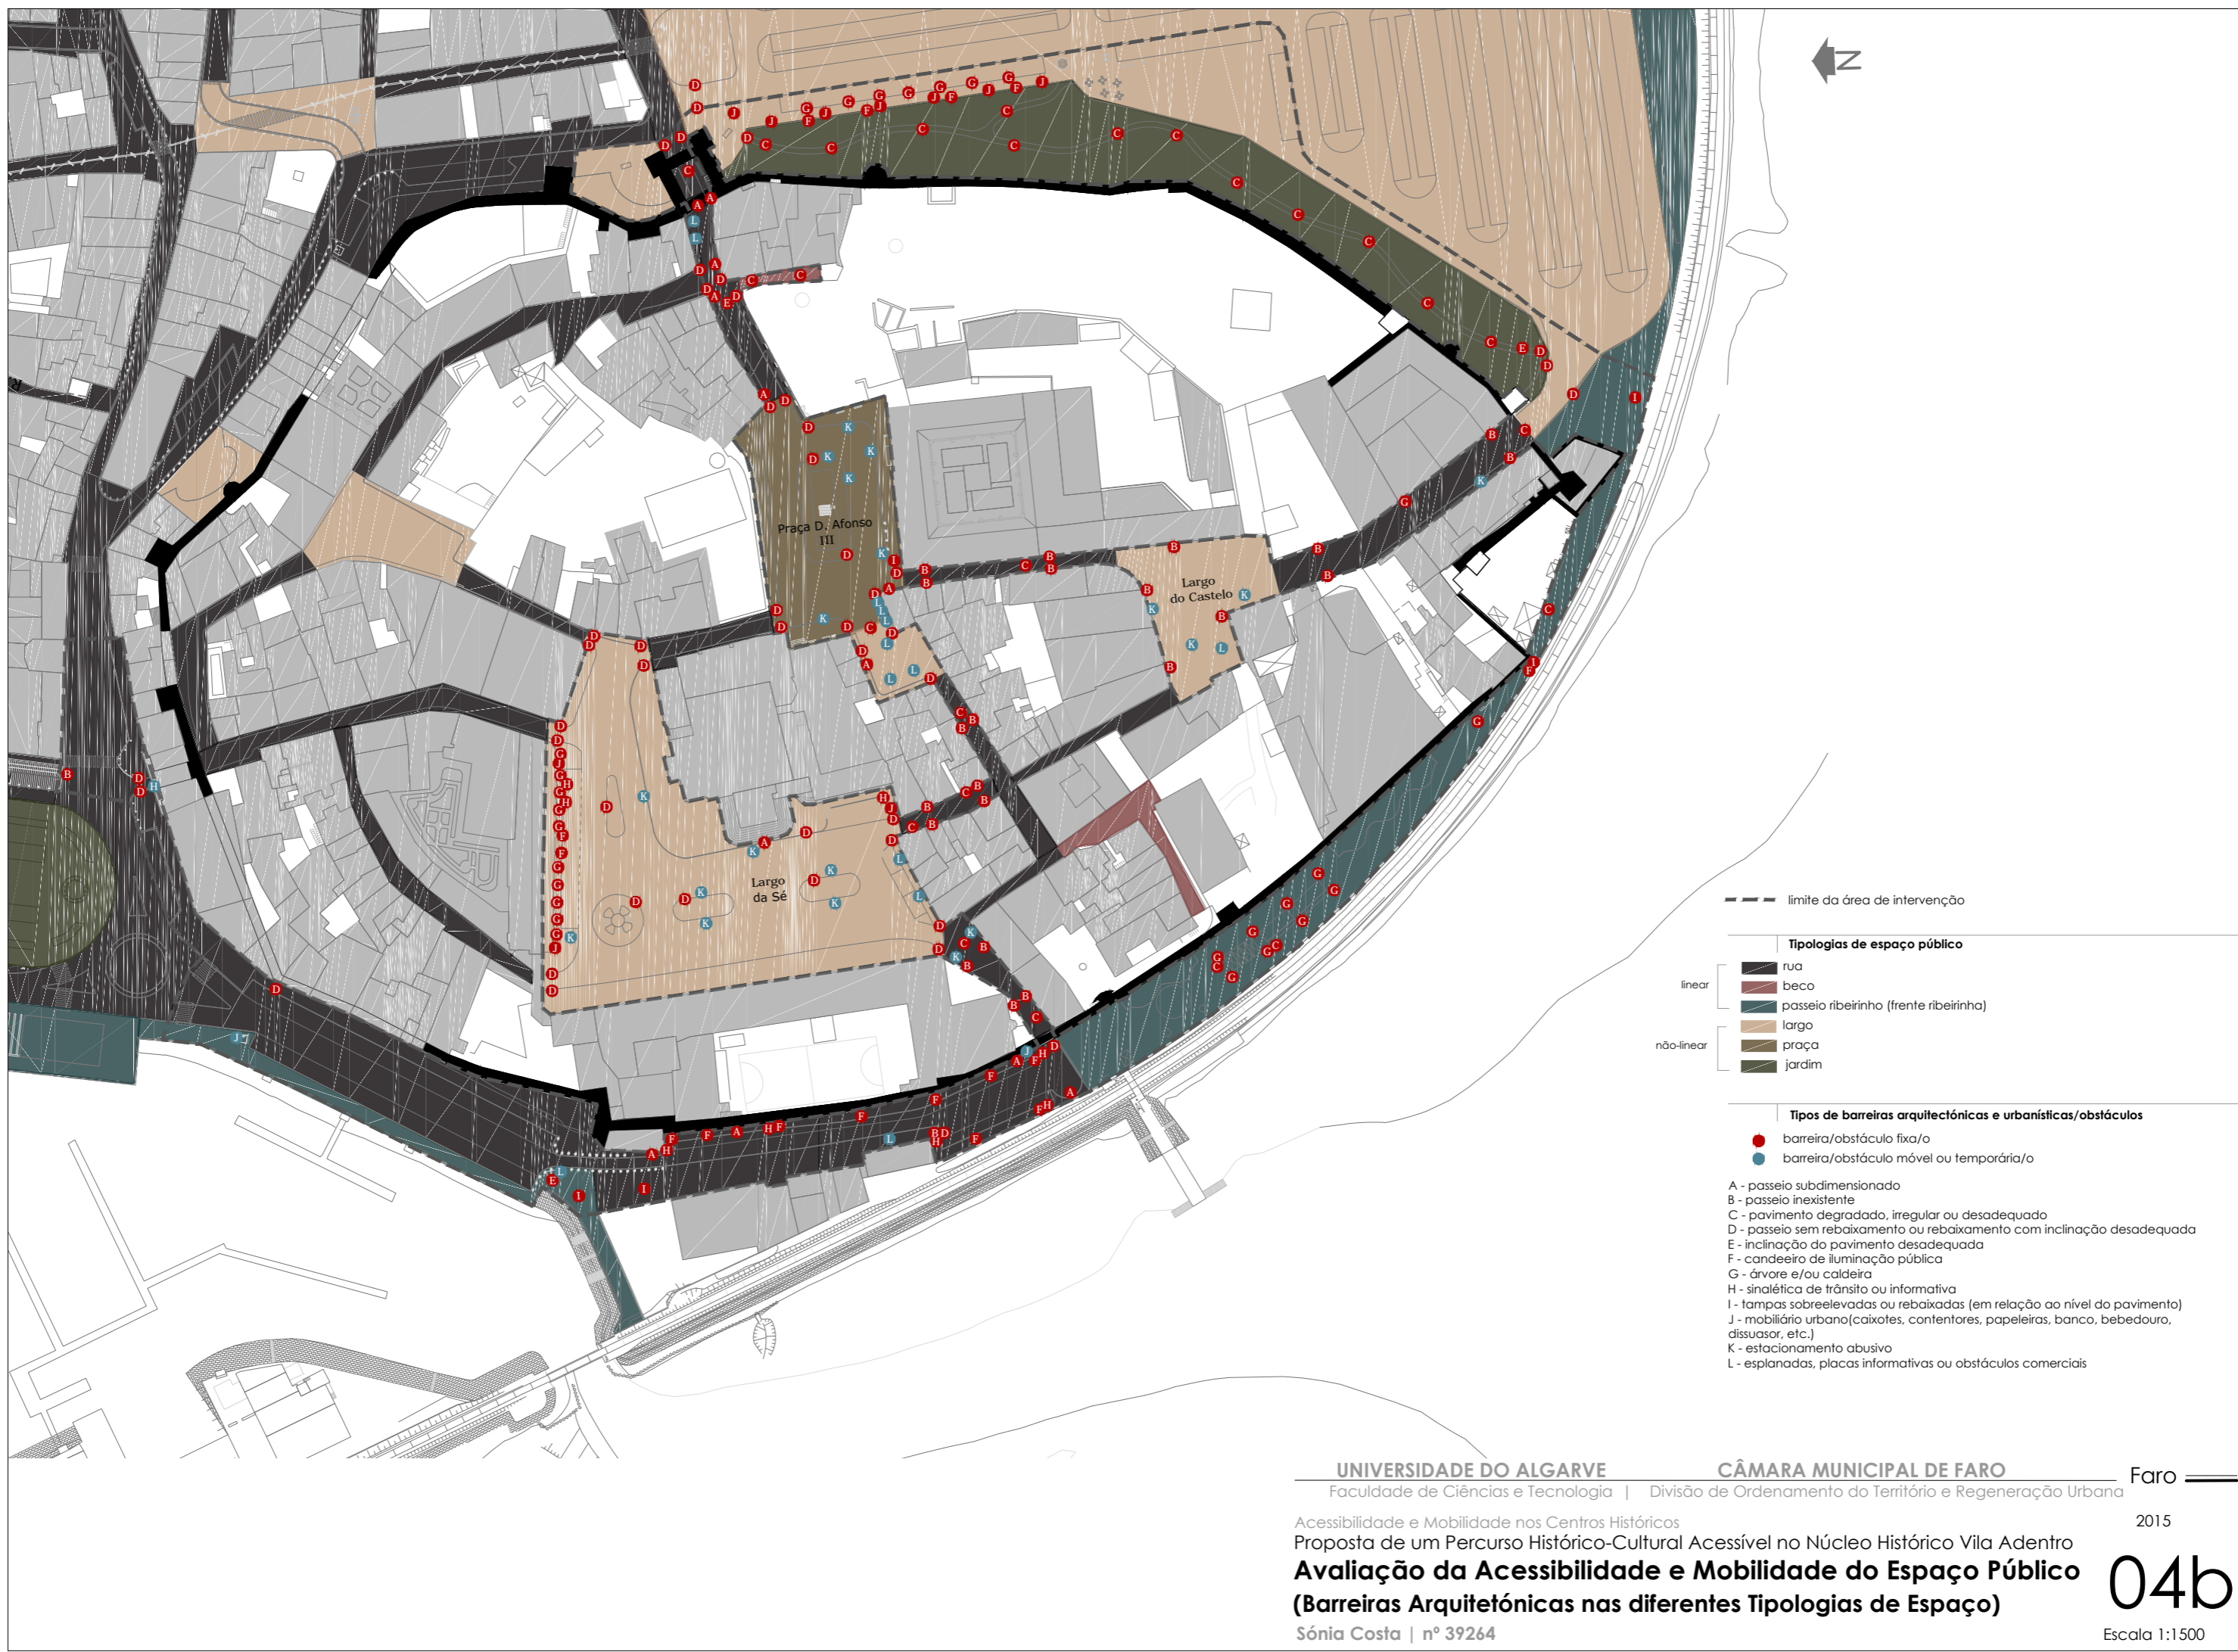 N
R
Praça D. Afonso
III
Largo
do Castelo
Largo
da Sé
limite da área de intervenção
Tipologias de espaço público
linear
rua
beco
passeio ribeirinho (frente ribeirinha)
não-linear
largo
praça
jardim
Tipos de barreiras arquitectónicas e urbanísticas/obstáculos
barreira/obstáculo fixa/o
barreira/obstáculo móvel ou temporária/o
A - passeio subdimensionado
B - passeio inexistente
C - pavimento degradado, irregular ou desadequado
D - passeio sem rebaixamento ou rebaixamento com inclinação desadequada
E - inclinação do pavimento desadequada
F - candeeiro de iluminação pública
G - árvore e/ou caldeira
H - sinalética de trânsito ou informativa
I - tampas sobreelevadas ou rebaixadas (em relação ao nível do pavimento)
J - mobiliário urbano(caixotes, contentores, papeleiras, banco, bebedouro,
dissuasor, etc.)
K - estacionamento abusivo
L - esplanadas, placas informativas ou obstáculos comerciais
UNIVERSIDADE DO ALGARVE CÂMARA MUNICIPAL DE FARO
Faculdade de Ciências e Tecnologia | Divisão de Ordenamento do Território e Regeneração Urbana
Faro
Acessibilidade e Mobilidade nos Centros Históricos
2015
Proposta de um Percurso Histórico-Cultural Acessível no Núcleo Histórico Vila Adentro
Avaliação da Acessibilidade e Mobilidade do Espaço Público
(Barreiras Arquitetónicas nas diferentes Tipologias de Espaço)
04b
Sónia Costa | nº 39264
Escala 1:1500